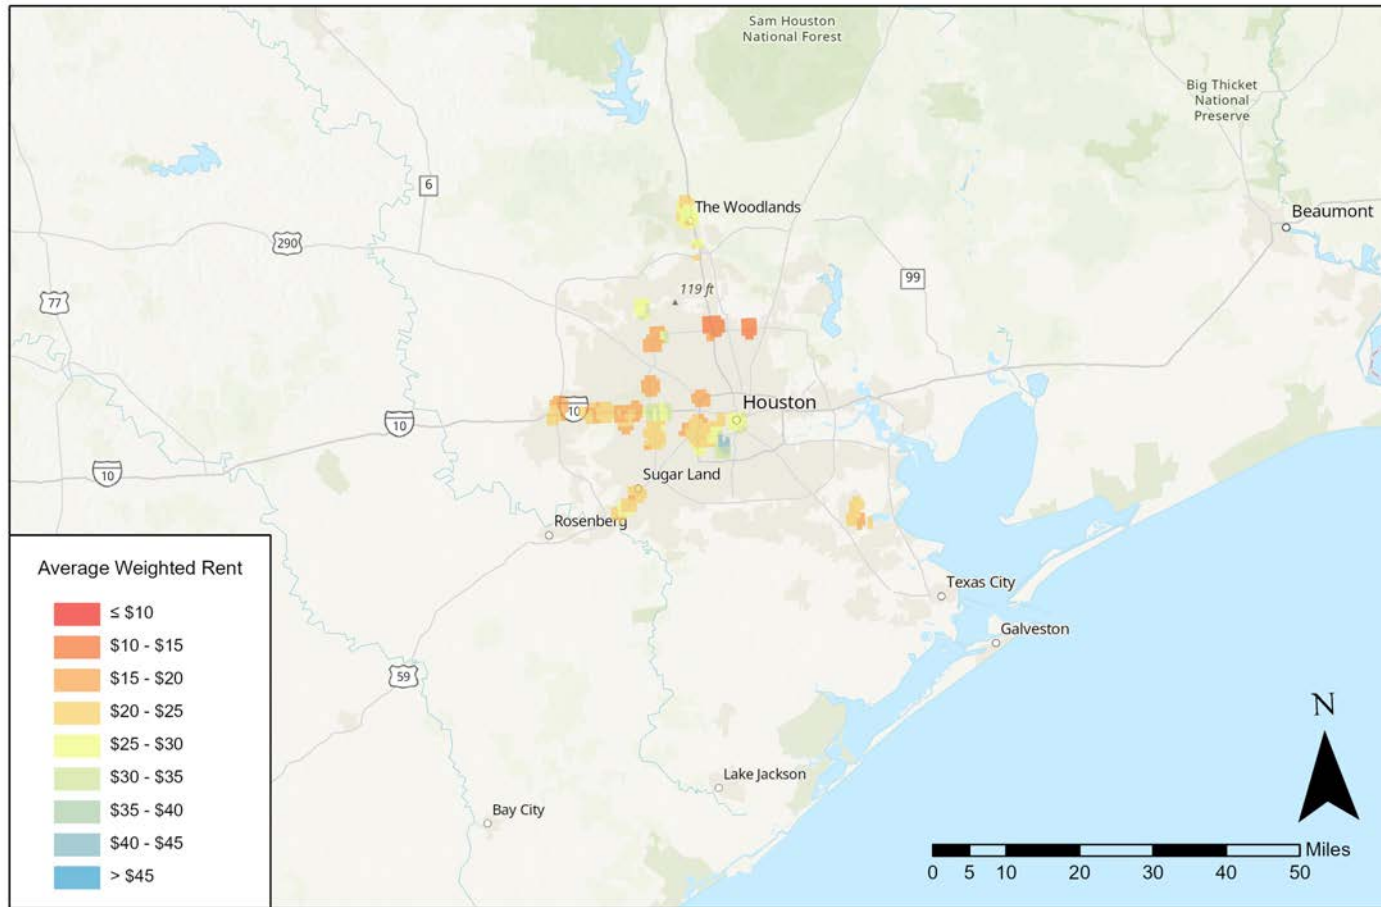 Sam Houston
National Forest
Big Thicket
National
Preserve
6
The Woodlands
Beaumont
290
99
77
119 ft
Houston
10
10
10
Sugar Land
Rosenberg
Texas City
Galveston
59
Lake Jackson
Bay City
Average Weighted Rent
≤ $10
$10 - $15
$15 - $20
$20 - $25
$25 - $30
$30 - $35
$35 - $40
$40 - $45
> $45
N
Miles
0 5 10 20 30 40 50